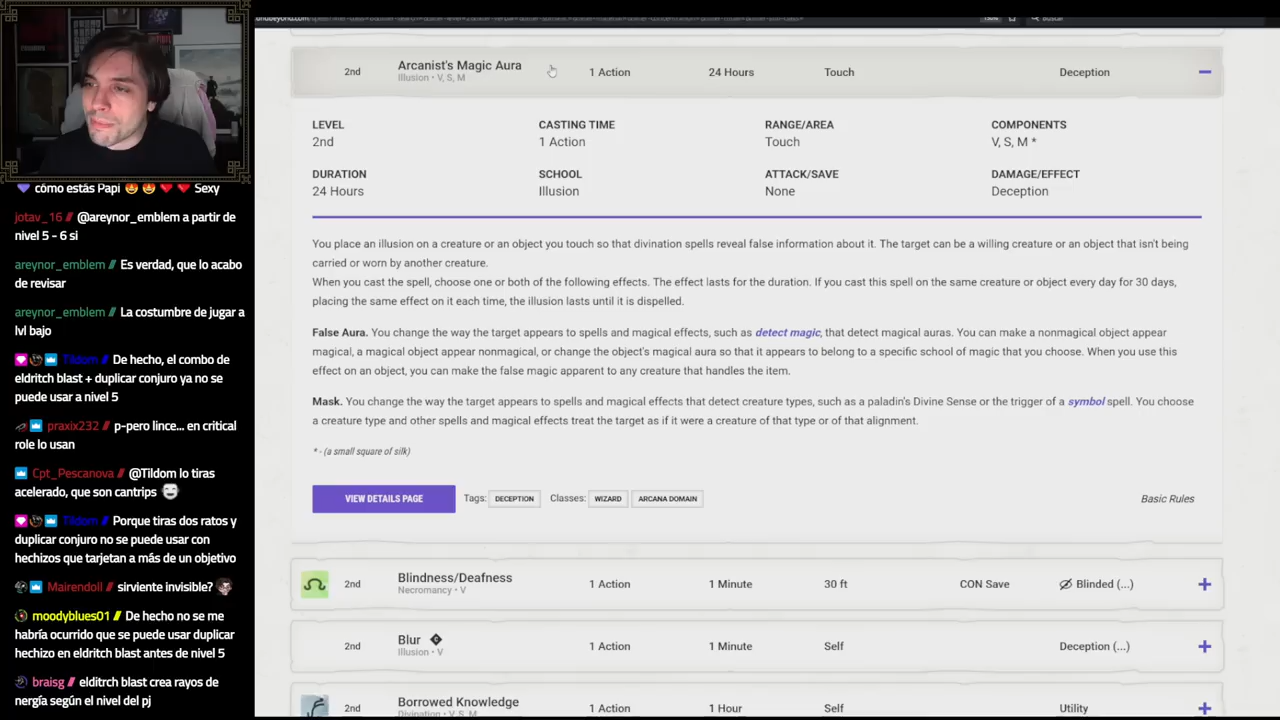 cómo estás Papi Sexy
jotav_16 // @areynor_emblem a partir de
nivel 5 - 6 si
areynor_emblem // Es verdad, que lo acabo
de revisar
areynor_emblem // La costumbre de jugar a
lvl bajo
Tildom // De hecho, el combo de
eldritch blast + duplicar conjuro ya no se
puede usar a nivel 5
praxix232 // p-pero lince... en critical
role lo usan
Cpt_Pescanova // @Tildom lo tiras
acelerado, que son cantrips
Tildom // Porque tiras dos ratos y
duplicar conjuro no se puede usar con
hechizos que tarjetan a más de un objetivo
Mairendoll // sirviente invisible?
moodyblues01 // De hecho no se me
habría ocurrido que se puede usar duplicar
hechizo en eldritch blast antes de nivel 5
braisg // elditrch blast crea rayos de
nergía según el nivel del pj
2nd Arcanist's Magic Aura 1 Action 24 Hours Touch Deception
Illusion • V, S, M
LEVEL CASTING TIME RANGE/AREA COMPONENTS
2nd 1 Action Touch V, S, M *
DURATION SCHOOL ATTACK/SAVE DAMAGE/EFFECT
24 Hours Illusion None Deception
You place an illusion on a creature or an object you touch so that divination spells reveal false information about it. The target can be a willing creature or an object that isn't being
carried or worn by another creature.
When you cast the spell, choose one or both of the following effects. The effect lasts for the duration. If you cast this spell on the same creature or object every day for 30 days,
placing the same effect on it each time, the illusion lasts until it is dispelled.
False Aura. You change the way the target appears to spells and magical effects, such as detect magic, that detect magical auras. You can make a nonmagical object appear
magical, a magical object appear nonmagical, or change the object's magical aura so that it appears to belong to a specific school of magic that you choose. When you use this
effect on an object, you can make the false magic apparent to any creature that handles the item.
Mask. You change the way the target appears to spells and magical effects that detect creature types, such as a paladin's Divine Sense or the trigger of a symbol spell. You choose
a creature type and other spells and magical effects treat the target as if it were a creature of that type or of that alignment.
* - (a small square of silk)
VIEW DETAILS PAGE Tags: DECEPTION Classes: WIZARD ARCANA DOMAIN Basic Rules
2nd Blindness/Deafness 1 Action 1 Minute 30 ft CON Save Blinded (...)
Necromancy • V
2nd Blur 1 Action 1 Minute Self Deception (...)
Illusion • V
2nd Borrowed Knowledge 1 Action 1 Hour Self Utility
Divination • V, S, M